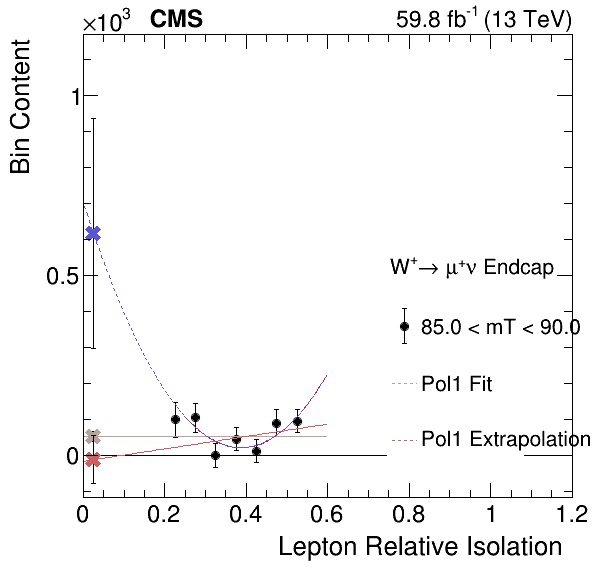 ×10³ CMS 59.8 fb⁻¹ (13 TeV)
Bin Content
1
0.5
0
W⁺→ μ⁺ν Endcap
85.0 < mT < 90.0
Pol1 Fit
Pol1 Extrapolation
0 0.2 0.4 0.6 0.8 1 1.2
Lepton Relative Isolation